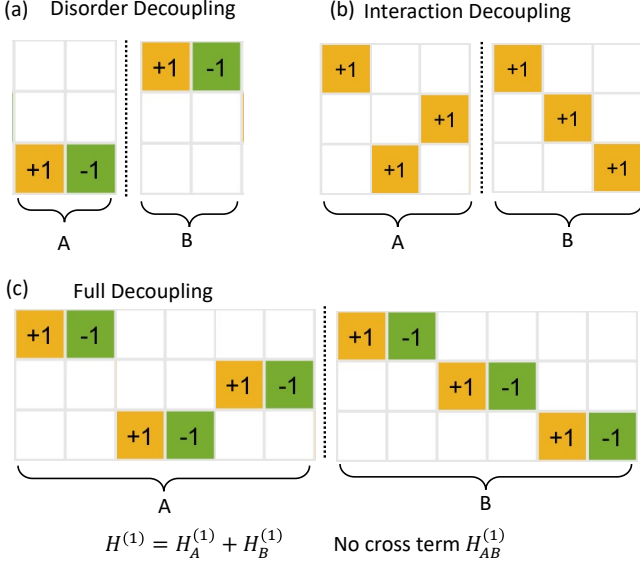 (a) Disorder Decoupling
(b) Interaction Decoupling
+1 -1
+1 -1
A
B
+1
+1
+1
A
+1
+1
+1
B
(c) Full Decoupling
+1 -1
+1 -1
+1 -1
A
+1 -1
+1 -1
+1 -1
B
H^{(1)} = H_A^{(1)} + H_B^{(1)} No cross term H_{AB}^{(1)}